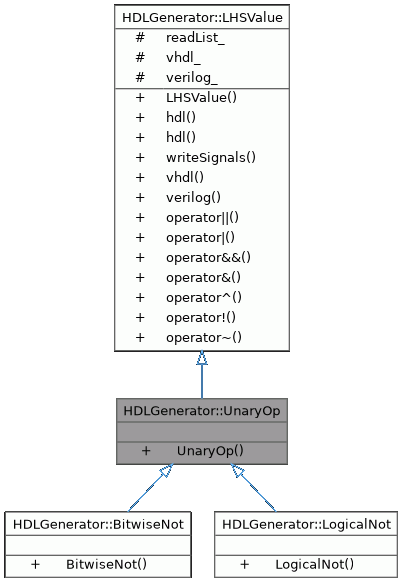 HDLGenerator::LHSValue
# readList_
# vhdl_
# verilog_
+ LHSValue()
+ hdl()
+ hdl()
+ writeSignals()
+ vhdl()
+ verilog()
+ operator||()
+ operator|()
+ operator&&()
+ operator&()
+ operator^()
+ operator!()
+ operator~()
HDLGenerator::UnaryOp
+ UnaryOp()
HDLGenerator::BitwiseNot
+ BitwiseNot()
HDLGenerator::LogicalNot
+ LogicalNot()